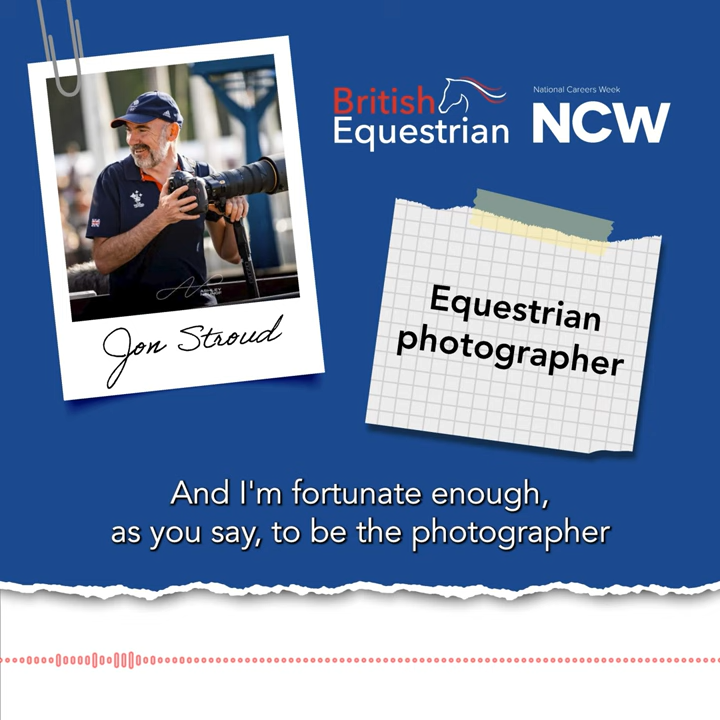 British
Equestrian
National Careers Week
NCW
ASHLEY
Jon Stroud
Equestrian
photographer
And I'm fortunate enough,
as you say, to be the photographer